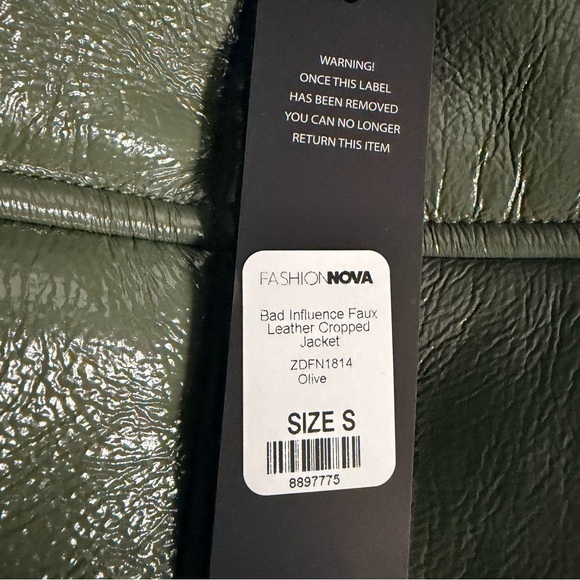 WARNING!
ONCE THIS LABEL
HAS BEEN REMOVED
YOU CAN NO LONGER
RETURN THIS ITEM
FASHIONNOVA
Bad Influence Faux
Leather Cropped
Jacket
ZDFN1814
Olive
SIZE S
8897775